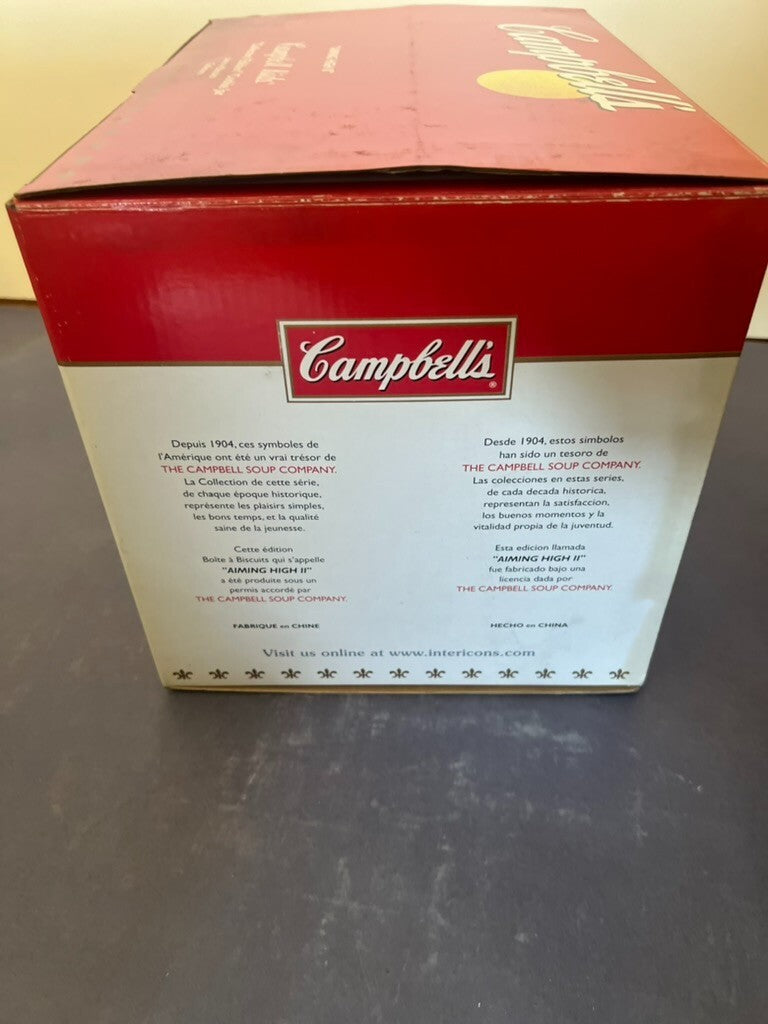 Campbell's
"AIMING HIGH II"
Campbell Kids
Campbell's
Depuis 1904, ces symboles de
l'Amérique ont été un vrai trésor de
THE CAMPBELL SOUP COMPANY.
La Collection de cette série,
de chaque époque historique,
représente les plaisirs simples,
les bons temps, et la qualité
saine de la jeunesse.
Cette édition
Boîte à Biscuits qui s'appelle
"AIMING HIGH II"
a été produite sous un
permis accordé par
THE CAMPBELL SOUP COMPANY.
FABRIQUE en CHINE
Desde 1904, estos simbolos
han sido un tesoro de
THE CAMPBELL SOUP COMPANY.
Las colecciones en estas series,
de cada decada historica,
representan la satisfaccion,
los buenos momentos y la
vitalidad propia de la juventud.
Esta edicion llamada
"AIMING HIGH II"
fue fabricado bajo una
licencia dada por
THE CAMPBELL SOUP COMPANY.
HECHO en CHINA
Visit us online at www.intericons.com